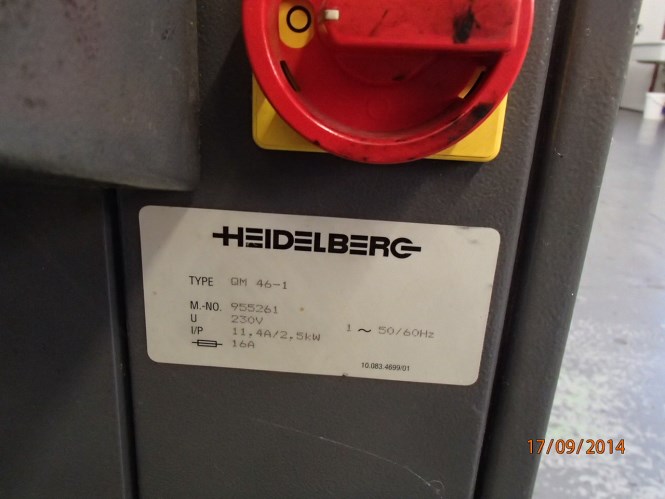 O
HEIDELBERG
TYPE QM 46-1
M.-NO. 955261
U 230V
I/P 11,4A/2,5kW 1 ~ 50/60Hz
16A
10.083.4699/01
17/09/2014